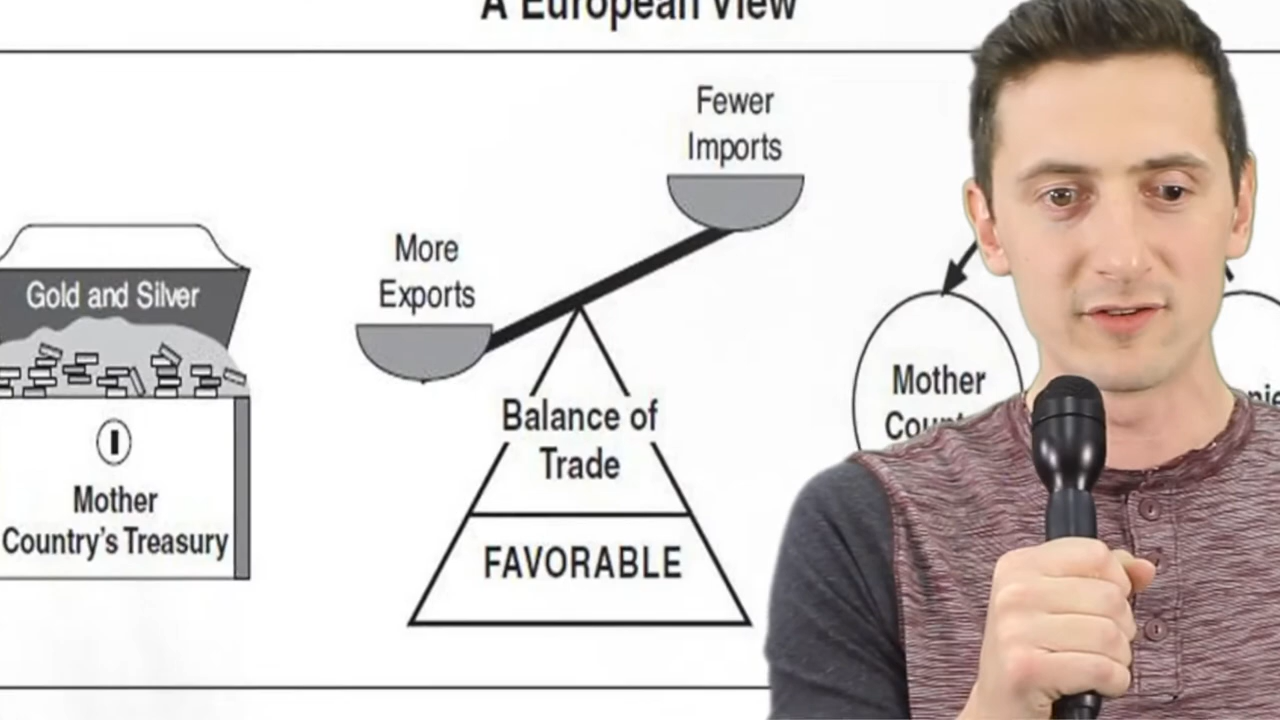 A European View
Fewer
Imports
More
Exports
Gold and Silver
Balance of
Trade
FAVORABLE
Mother
Country's Treasury
Mother